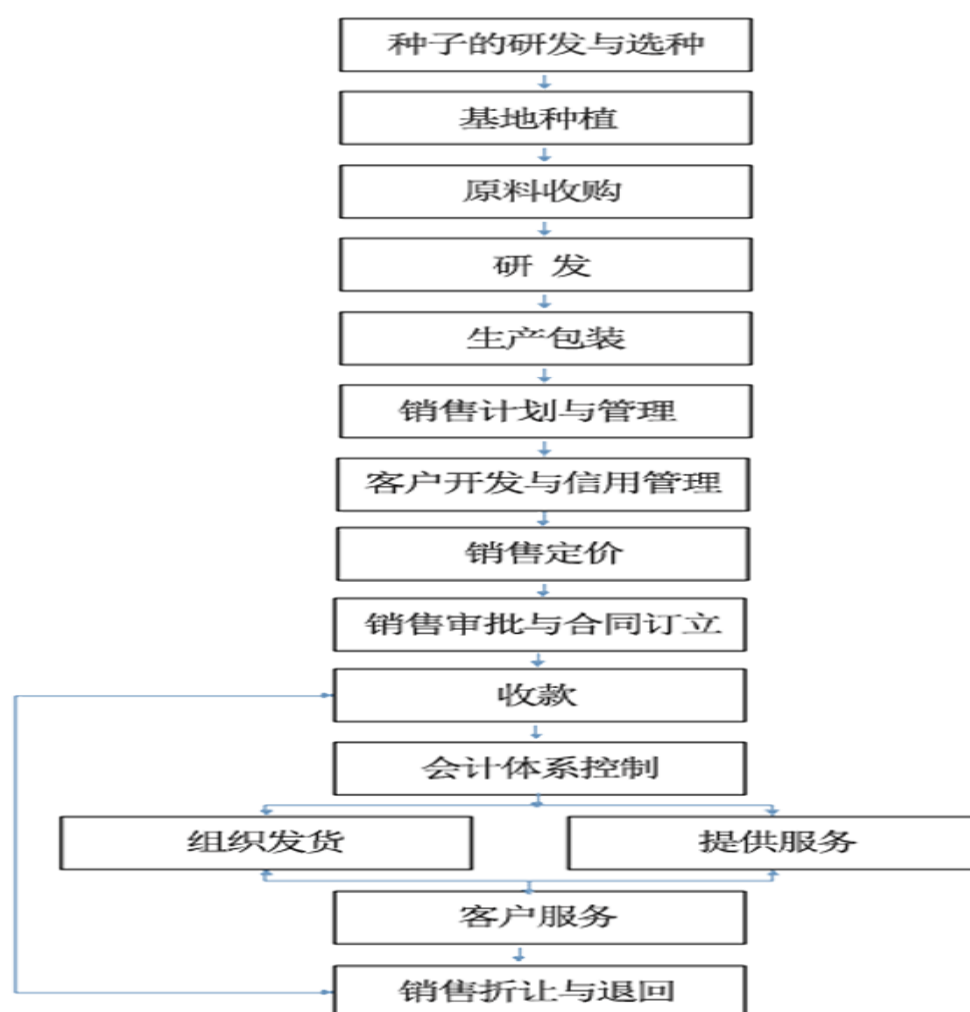 种子的研发与选种
基地种植
原料收购
研 发
生产包装
销售计划与管理
客户开发与信用管理
销售定价
销售审批与合同订立
收款
会计体系控制
组织发货
提供服务
客户服务
销售折让与退回